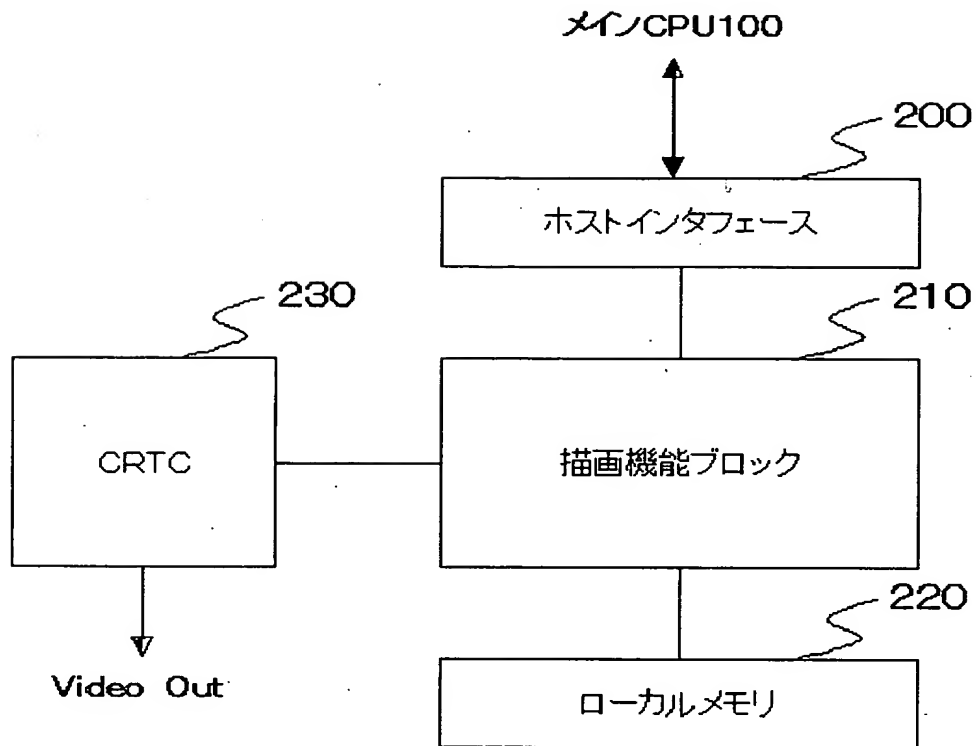 メインCPU100
200
ホストインタフェース
230
210
CRTC
描画機能ブロック
220
Video Out
ローカルメモリ